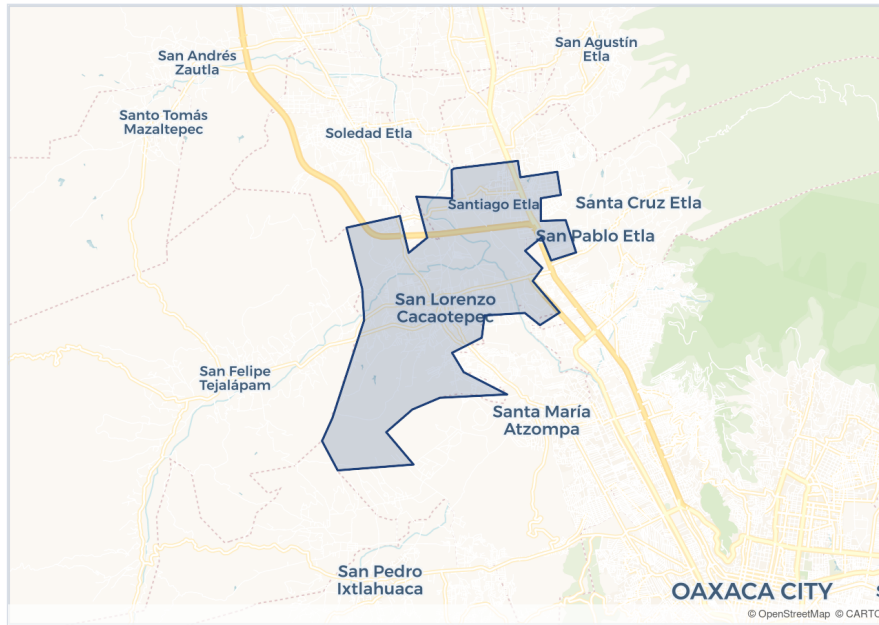 San Agustín
Etla
San Andrés
Zautla
Santo Tomás
Mazaltepec
Soledad Etla
Santiago Etla
Santa Cruz Etla
San Pablo Etla
San Lorenzo
Cacaotepec
San Felipe
Tejalápam
Santa María
Atzompa
San Pedro
Ixtlahuaca
OAXACA CITY
© OpenStreetMap © CARTO